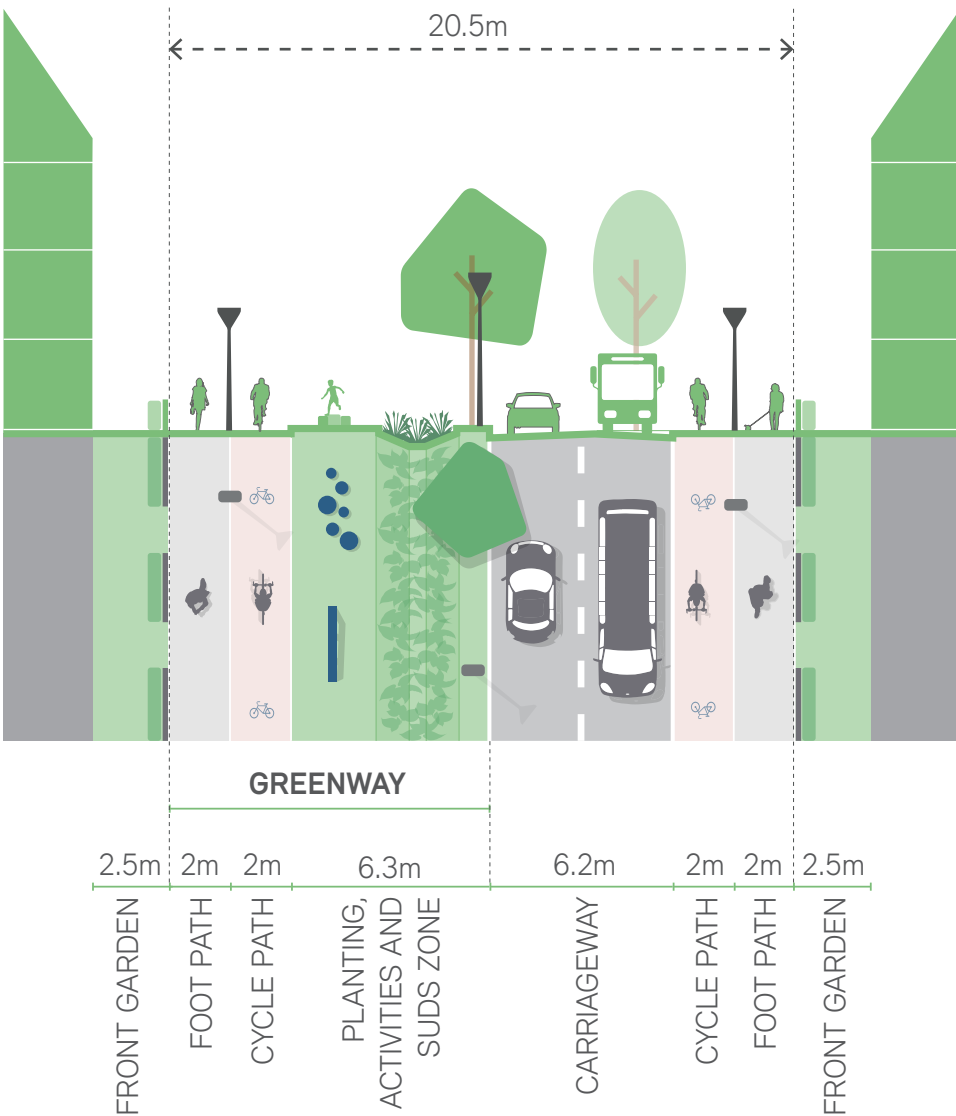 20.5m
GREENWAY
2.5m
2m
2m
6.3m
6.2m
2m
2m
2.5m
FRONT GARDEN
FOOT PATH
CYCLE PATH
PLANTING,
ACTIVITIES AND
SUDS ZONE
CARRIAGEWAY
CYCLE PATH
FOOT PATH
FRONT GARDEN